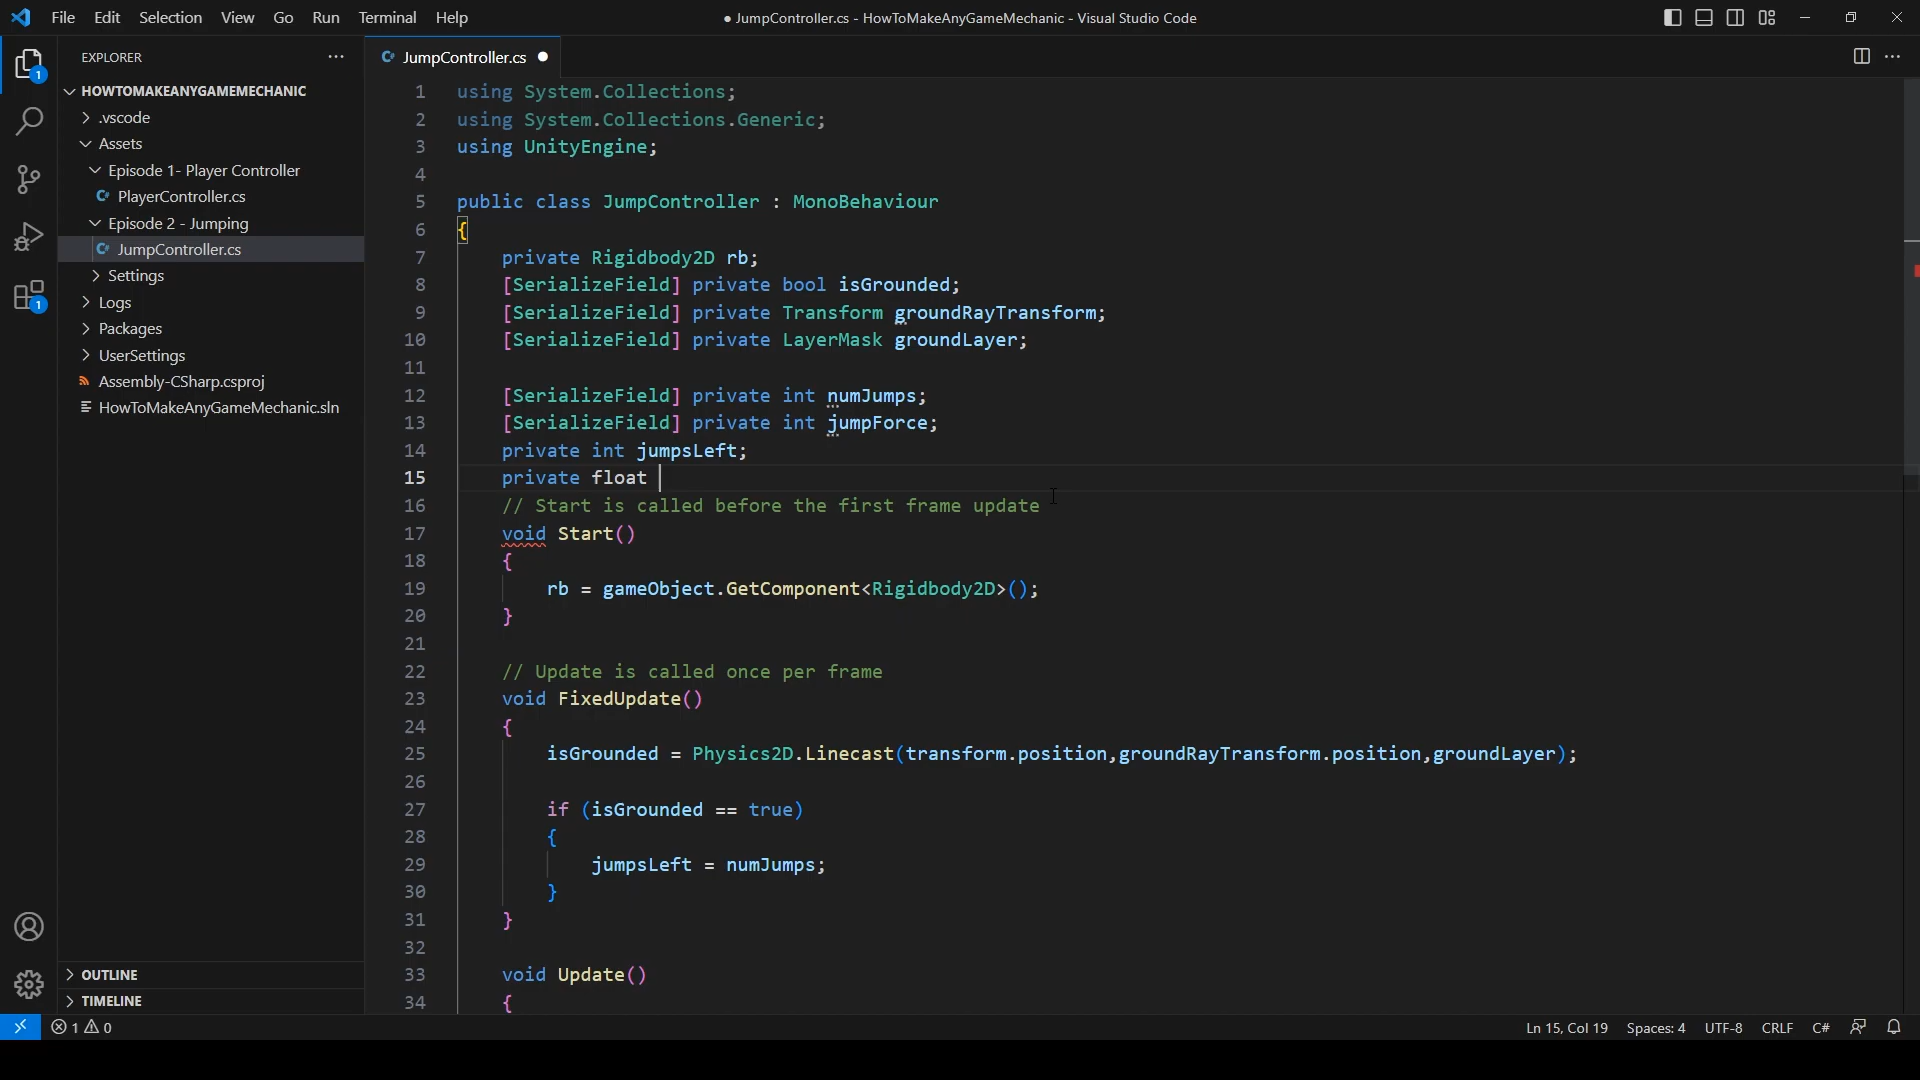 File Edit Selection View Go Run Terminal Help
● JumpController.cs - HowToMakeAnyGameMechanic - Visual Studio Code
EXPLORER
HOWTOMAKEANYGAMEMECHANIC
.vscode
Assets
Episode 1- Player Controller
PlayerController.cs
Episode 2 - Jumping
JumpController.cs
Settings
Logs
Packages
UserSettings
Assembly-CSharp.csproj
HowToMakeAnyGameMechanic.sln
OUTLINE
TIMELINE
1
1
JumpController.cs
1 using System.Collections;
2 using System.Collections.Generic;
3 using UnityEngine;
4
5 public class JumpController : MonoBehaviour
6 {
7 private Rigidbody2D rb;
8 [SerializeField] private bool isGrounded;
9 [SerializeField] private Transform groundRayTransform;
10 [SerializeField] private LayerMask groundLayer;
11
12 [SerializeField] private int numJumps;
13 [SerializeField] private int jumpForce;
14 private int jumpsLeft;
15 private float
16 // Start is called before the first frame update
17 void Start()
18 {
19 rb = gameObject.GetComponent<Rigidbody2D>();
20 }
21
22 // Update is called once per frame
23 void FixedUpdate()
24 {
25 isGrounded = Physics2D.Linecast(transform.position,groundRayTransform.position,groundLayer);
26
27 if (isGrounded == true)
28 {
29 jumpsLeft = numJumps;
30 }
31 }
32
33 void Update()
34 {
1 0
Ln 15, Col 19 Spaces: 4 UTF-8 CRLF C#